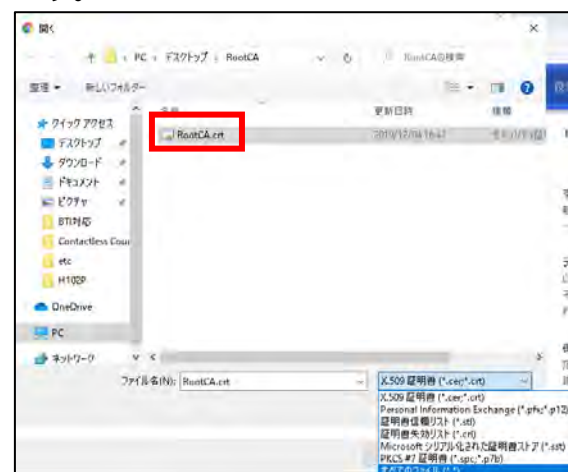 開く
PC › デスクトップ › RootCA
RootCAの検索
整理 新しいフォルダー
名前 更新日時 種類
クイック アクセス
RootCA.crt 2019/12/04 16:47
デスクトップ
ダウンロード
ドキュメント
ピクチャ
BTI対応
Contactless Coun
etc
H102P
OneDrive
PC
ネットワーク
ファイル名(N): RootCA.crt X.509 証明書 (*.cer;*.crt)
X.509 証明書 (*.cer;*.crt)
Personal Information Exchange (*.pfx;*.p12)
証明書信頼リスト (*.stl)
証明書失効リスト (*.crl)
Microsoft シリアル化された証明書ストア (*.sst)
PKCS #7 証明書 (*.spc;*.p7b)
すべてのファイル (*.*)